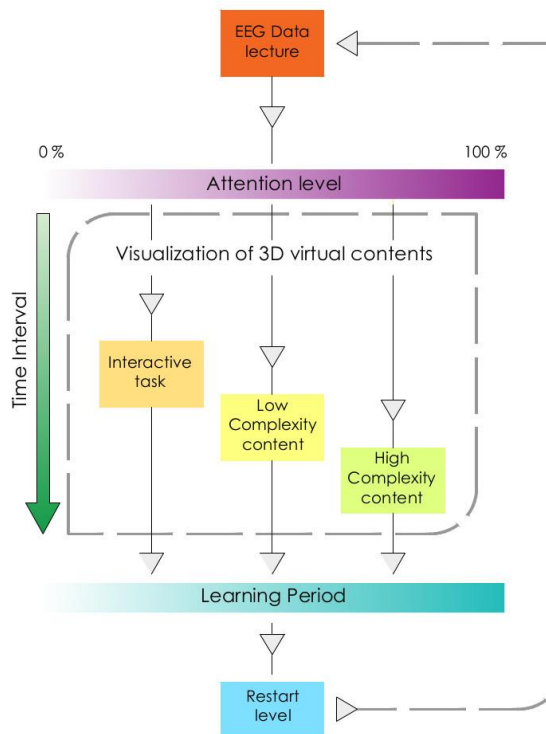 EEG Data
lecture
0 %
100 %
Attention level
Time Interval
Visualization of 3D virtual contents
Interactive
task
Low
Complexity
content
High
Complexity
content
Learning Period
Restart
level